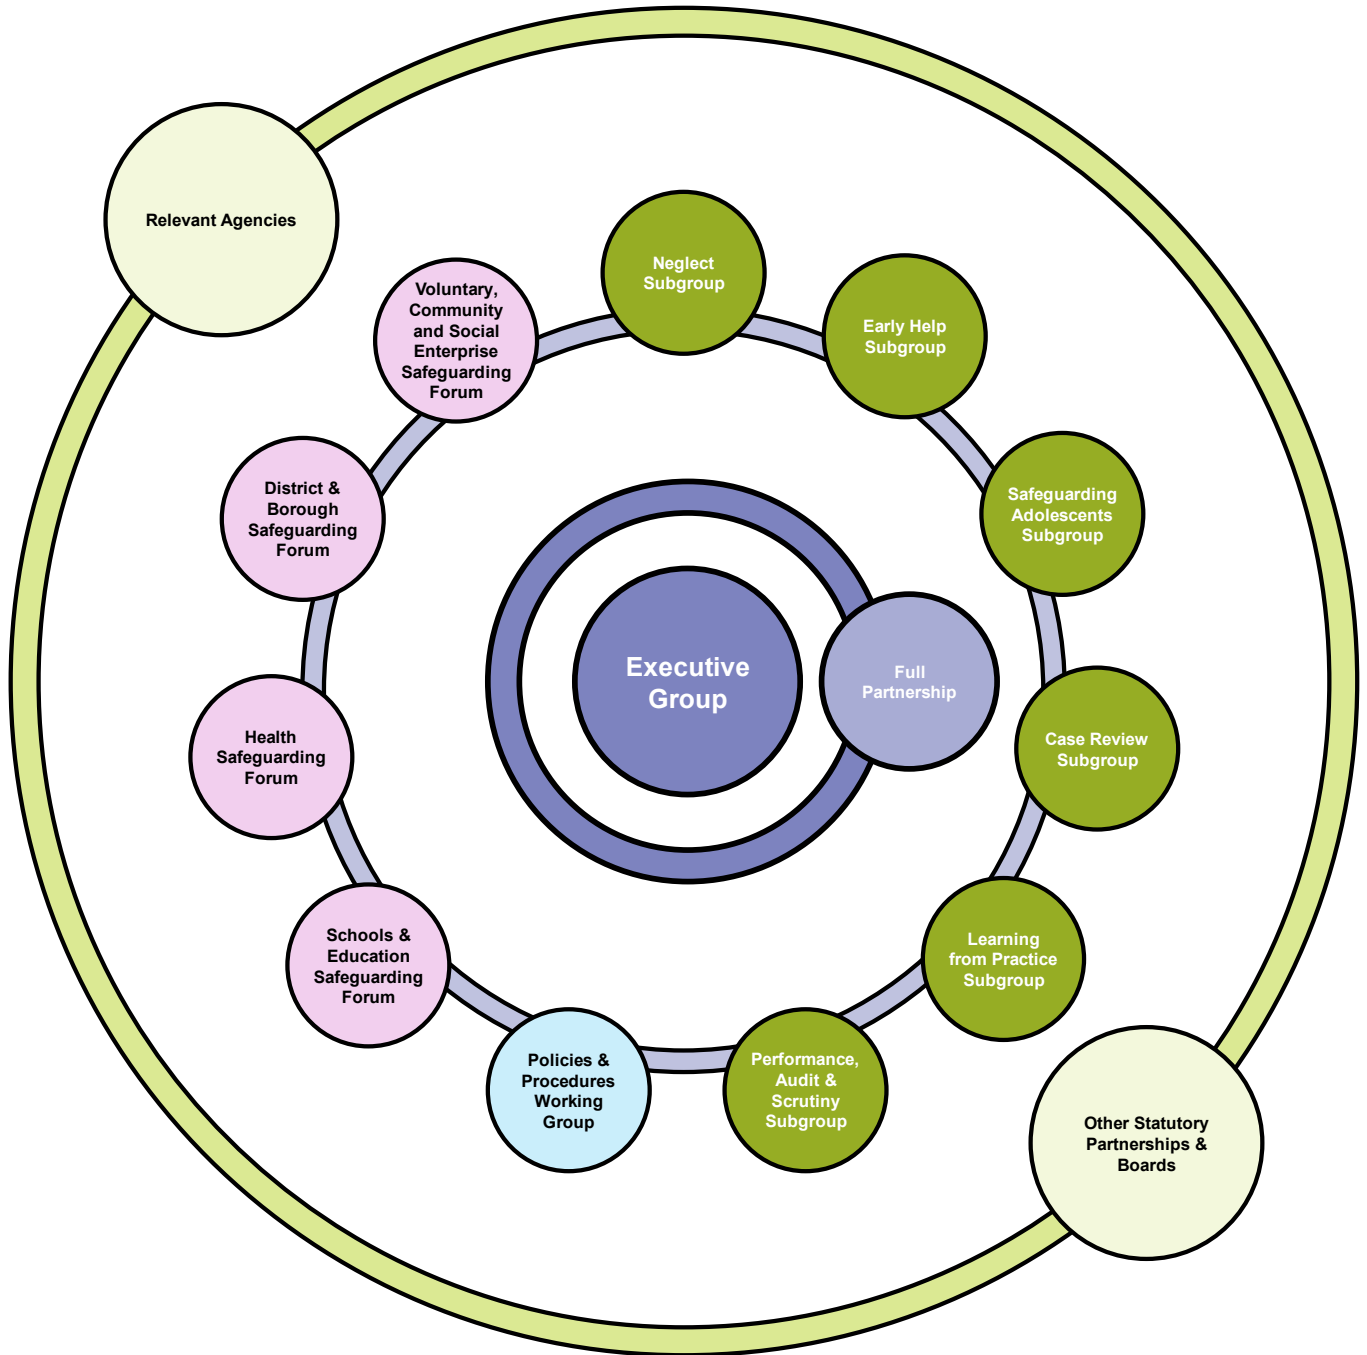 Relevant Agencies
Neglect
Subgroup
Early Help
Subgroup
Safeguarding
Adolescents
Subgroup
Case Review
Subgroup
Learning
from Practice
Subgroup
Performance,
Audit &
Scrutiny
Subgroup
Policies &
Procedures
Working
Group
Schools &
Education
Safeguarding
Forum
Health
Safeguarding
Forum
District &
Borough
Safeguarding
Forum
Voluntary,
Community
and Social
Enterprise
Safeguarding
Forum
Executive
Group
Full
Partnership
Other Statutory
Partnerships &
Boards